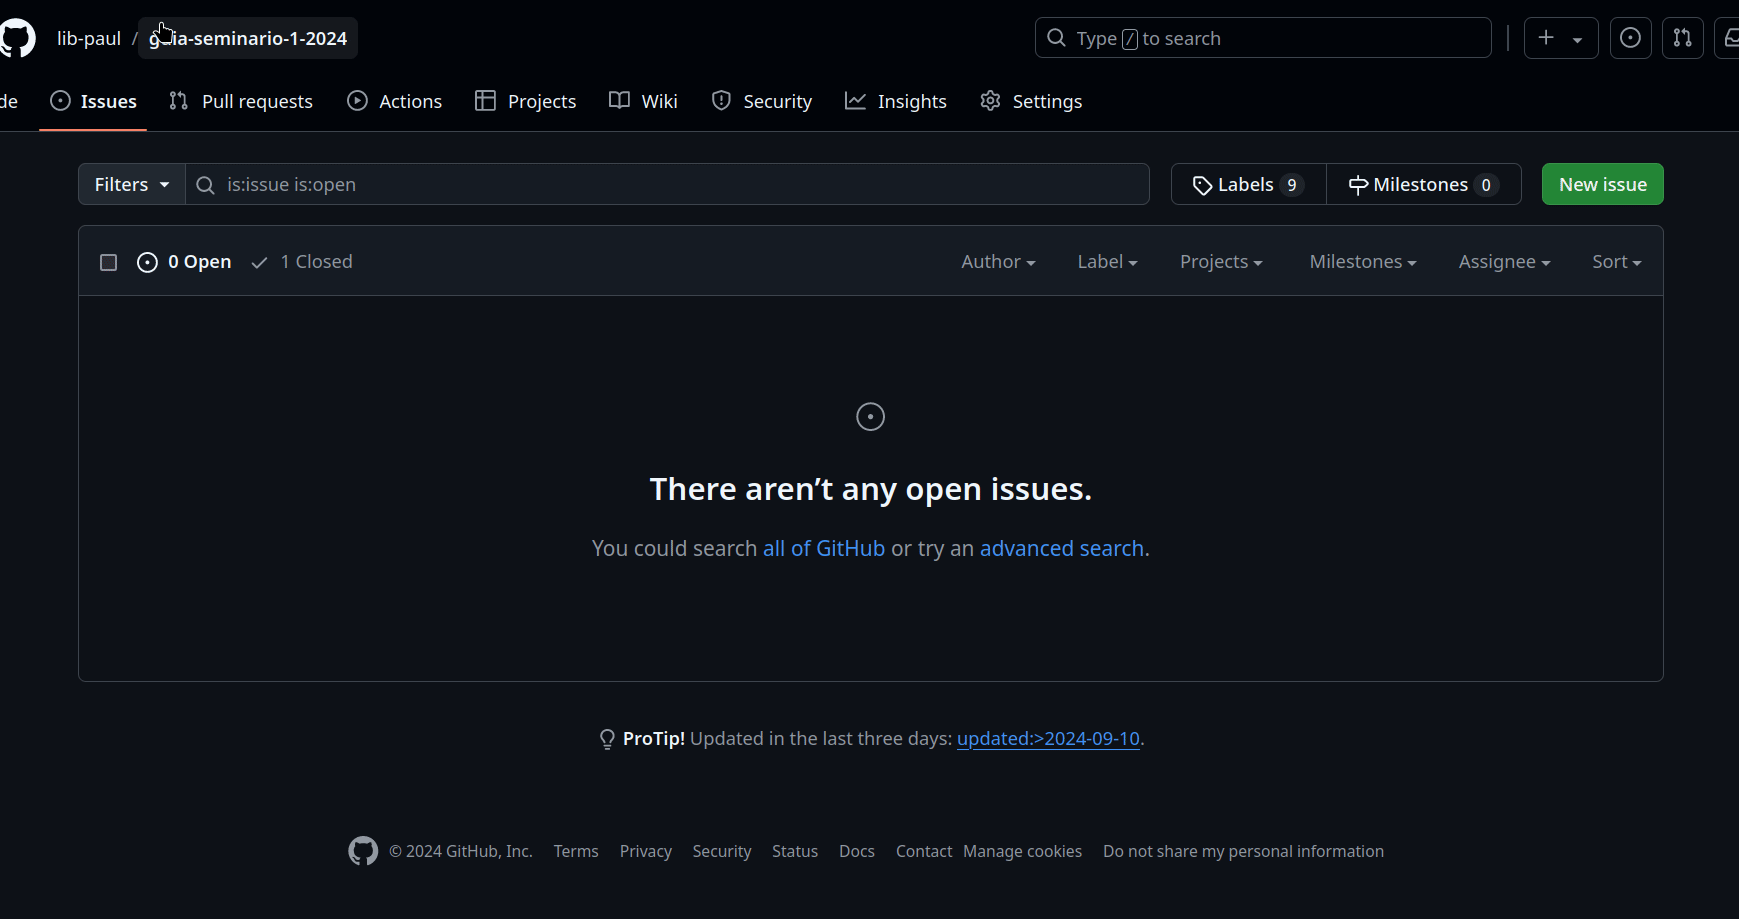 lib-paul / guia-seminario-1-2024
Type / to search
de Issues Pull requests Actions Projects Wiki Security Insights Settings
Filters is:issue is:open Labels 9 Milestones 0 New issue
0 Open 1 Closed Author Label Projects Milestones Assignee Sort
There aren’t any open issues.
You could search all of GitHub or try an advanced search.
ProTip! Updated in the last three days: updated:>2024-09-10.
© 2024 GitHub, Inc. Terms Privacy Security Status Docs Contact Manage cookies Do not share my personal information